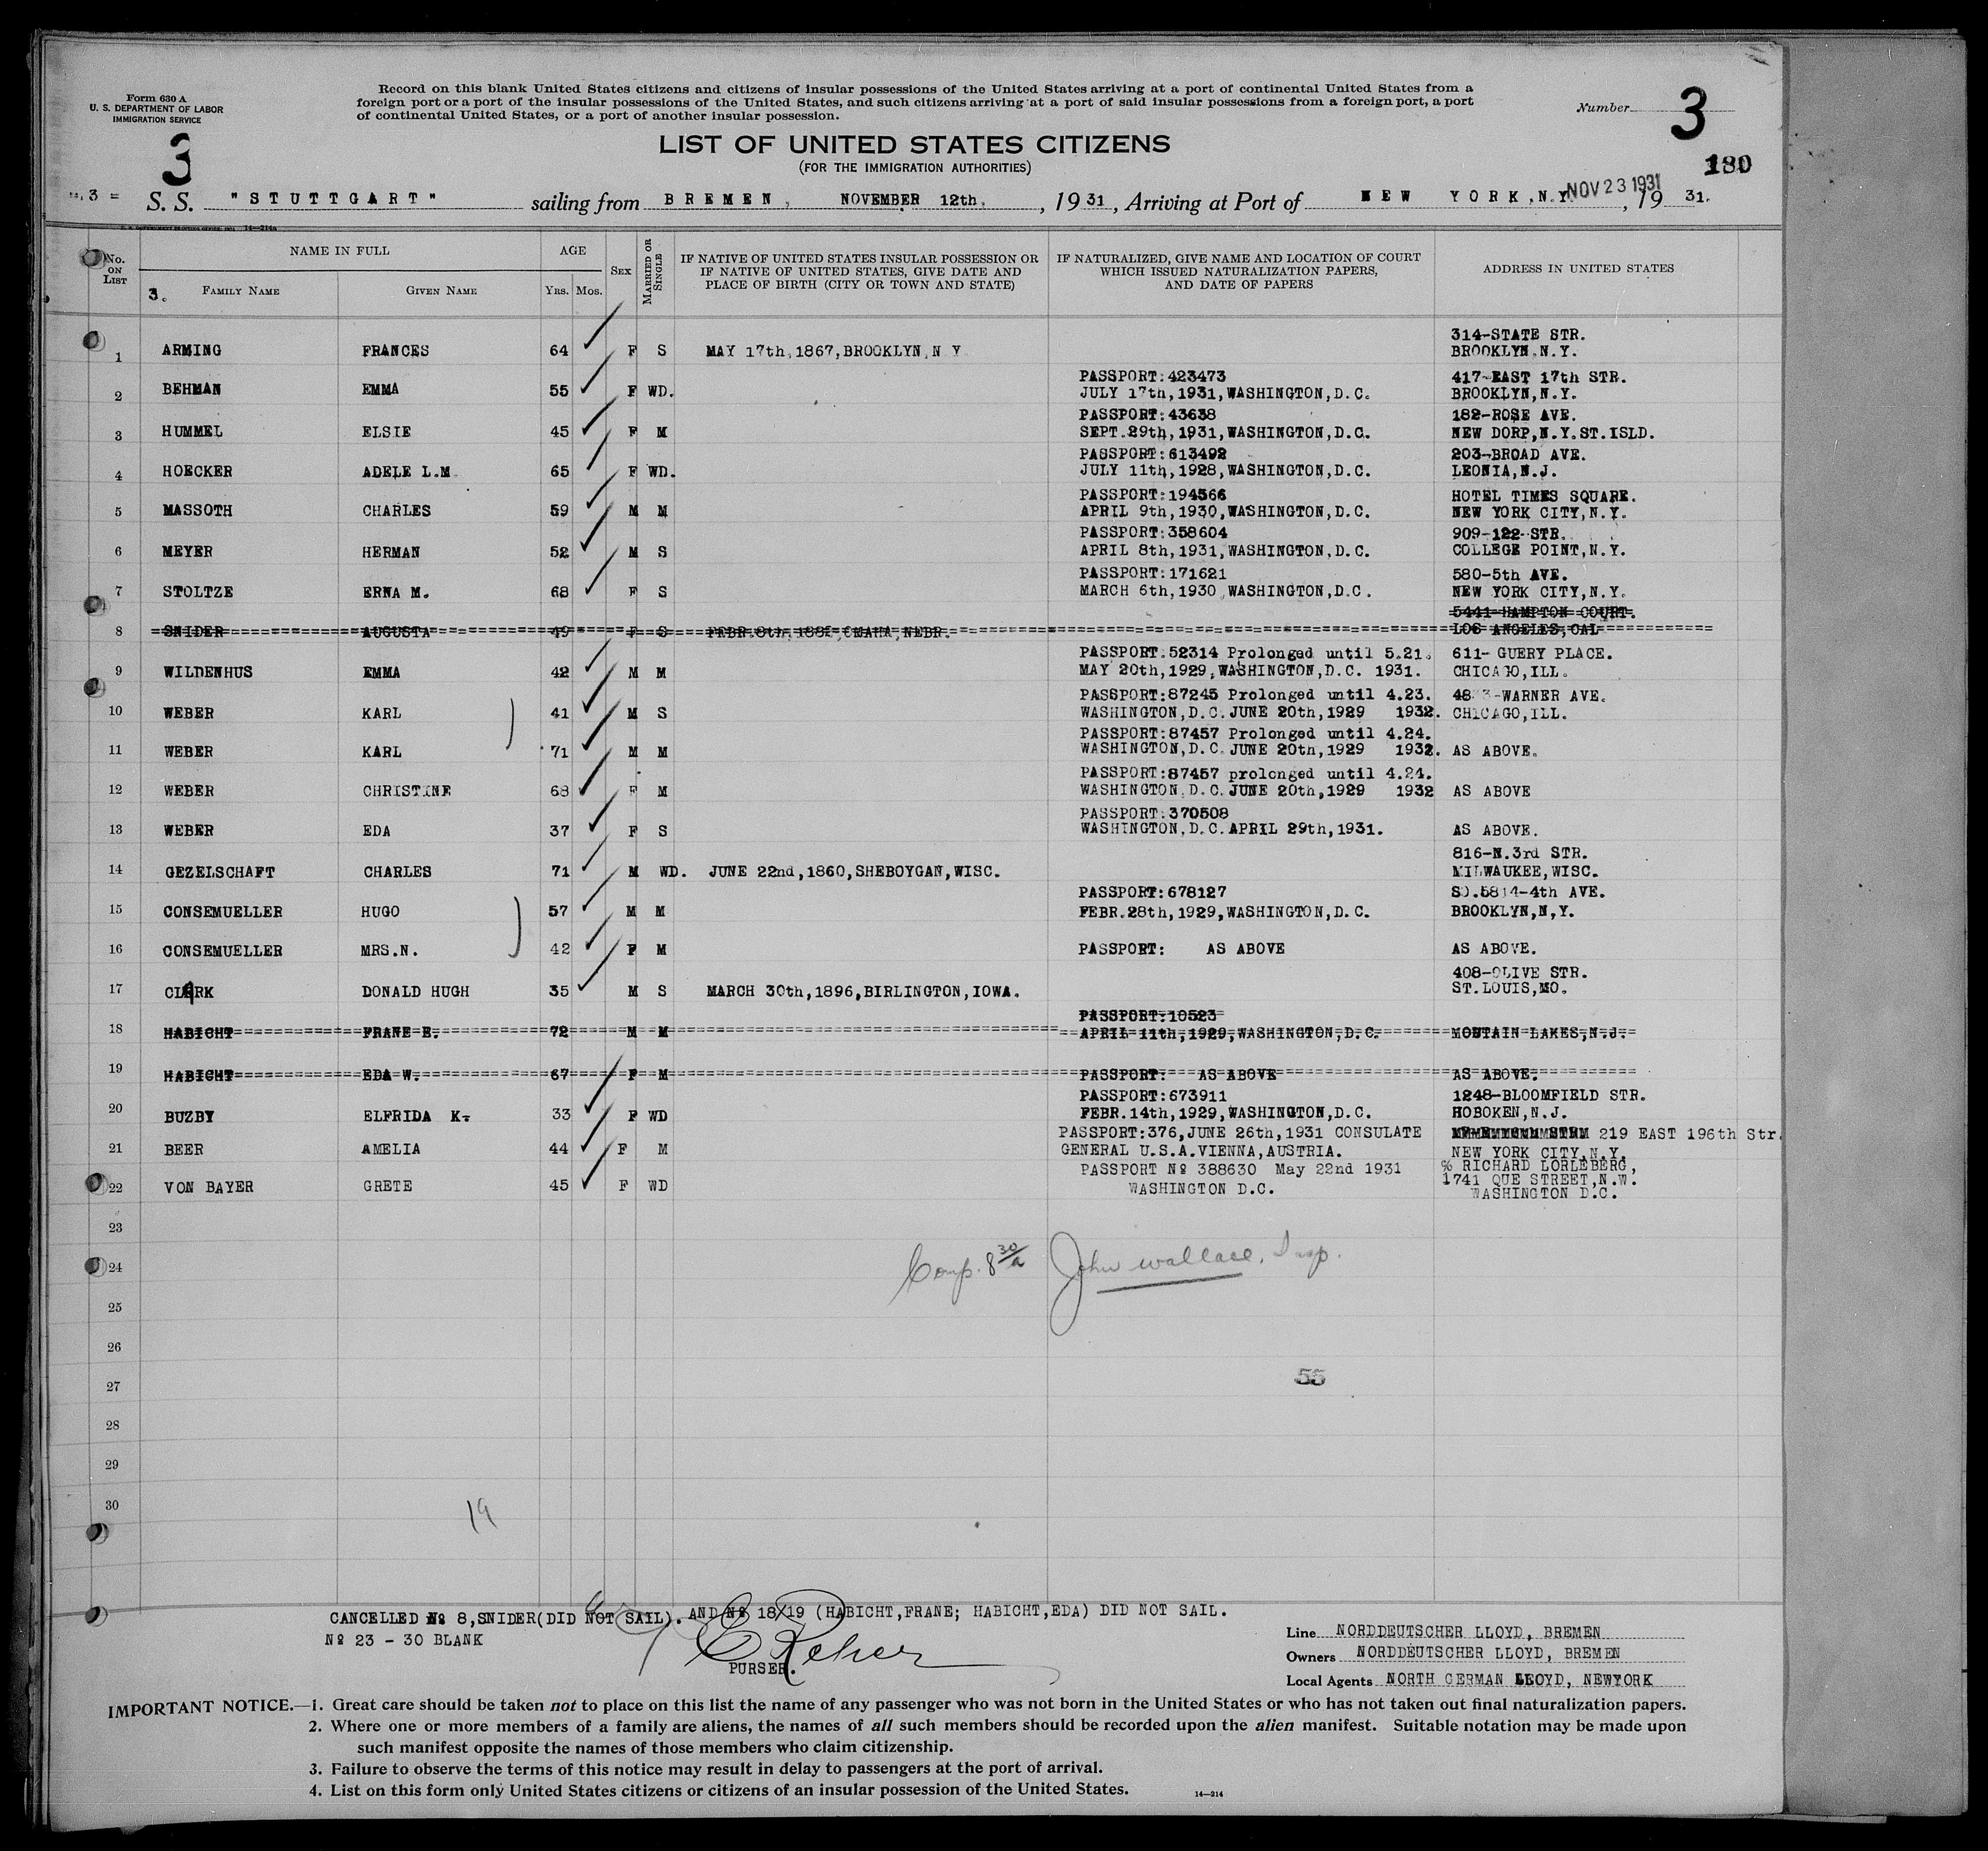 Form 630 A
U. S. DEPARTMENT OF LABOR
IMMIGRATION SERVICE
3
Record on this blank United States citizens and citizens of insular possessions of the United States arriving at a port of continental United States from a
foreign port or a port of the insular possessions of the United States, and such citizens arriving at a port of said insular possessions from a foreign port, a port
of continental United States, or a port of another insular possession.
Number 3
LIST OF UNITED STATES CITIZENS
(FOR THE IMMIGRATION AUTHORITIES)
180
3 = S. S. "STUTTGART" sailing from BREMEN, NOVEMBER 12th, , 19 31 , Arriving at Port of NEW YORK, N.Y. NOV 23 1931 , 19 31.
14—214a
No. ON LIST
NAME IN FULL
3. FAMILY NAME GIVEN NAME
AGE
YRS. MOS.
SEX
MARRIED OR SINGLE
IF NATIVE OF UNITED STATES INSULAR POSSESSION OR
IF NATIVE OF UNITED STATES, GIVE DATE AND
PLACE OF BIRTH (CITY OR TOWN AND STATE)
IF NATURALIZED, GIVE NAME AND LOCATION OF COURT
WHICH ISSUED NATURALIZATION PAPERS,
AND DATE OF PAPERS
ADDRESS IN UNITED STATES
314-STATE STR.
1 ARMING FRANCES 64 F S MAY 17th, 1867, BROOKLYN, N Y BROOKLYN.N.Y.
PASSPORT:423473 417-EAST 17th STR.
2 BEHMAN EMMA 55 F WD. JULY 17th, 1931, WASHINGTON, D.C. BROOKLYN, N.Y.
PASSPORT:43638 182-ROSE AVE.
3 HUMMEL ELSIE 45 F M SEPT.29th, 1931, WASHINGTON, D.C. NEW DORP, N.Y.ST.ISLD.
PASSPORT:613492 203-BROAD AVE.
4 HOECKER ADELE L.M 65 F WD. JULY 11th, 1928, WASHINGTON, D.C. LEONIA, N.J.
PASSPORT:194566 HOTEL TIMES SQUARE.
5 MASSOTH CHARLES 59 M M APRIL 9th, 1930, WASHINGTON, D.C. NEW YORK CITY, N.Y.
PASSPORT:358604 909-122-STR.
6 MEYER HERMAN 52 M S APRIL 8th, 1931, WASHINGTON, D.C. COLLEGE POINT, N.Y.
PASSPORT:171621 580-5th AVE.
7 STOLTZE ERNA M. 68 F S MARCH 6th, 1930, WASHINGTON, D.C. NEW YORK CITY, N.Y.
5441-HAMPTON COURT.
8 SNIDER AUGUSTA 49 F S FEBR.8th, OMAHA, NEBR. LOS ANGELES, CAL
PASSPORT.52314 Prolonged until 5.21. 611- GUERY PLACE.
9 WILDENHUS EMMA 42 M M MAY 20th, 1929, WASHINGTON, D.C. 1931. CHICAGO, ILL.
PASSPORT:87245 Prolonged until 4.23. WARNER AVE.
10 WEBER KARL 41 M S WASHINGTON, D.C. JUNE 20th, 1929 1932. CHICAGO, ILL.
PASSPORT:87457 Prolonged until 4.24.
11 WEBER KARL 71 M M WASHINGTON, D.C. JUNE 20th, 1929 1932. AS ABOVE.
PASSPORT:87457 prolonged until 4.24.
12 WEBER CHRISTINE 68 F M WASHINGTON, D.C. JUNE 20th, 1929 1932 AS ABOVE
PASSPORT:370508
13 WEBER EDA 37 F S WASHINGTON, D.C. APRIL 29th, 1931. AS ABOVE.
816-N.3rd STR.
14 GEZELSCHAFT CHARLES 71 M WD. JUNE 22nd, 1860, SHEBOYGAN, WISC. MILWAUKEE, WISC.
PASSPORT:678127 SO.5814-4th AVE.
15 CONSEMUELLER HUGO 57 M M FEBR.28th, 1929, WASHINGTON, D.C. BROOKLYN, N, Y.
16 CONSEMUELLER MRS.N. 42 F M PASSPORT: AS ABOVE AS ABOVE.
408-OLIVE STR.
17 CLARK DONALD HUGH 35 M S MARCH 30th, 1896, BIRLINGTON, IOWA. ST.LOUIS, MO.
PASSPORT:10523
18 HABICHT FRANE E. 72 M M APRIL 11th, 1929, WASHINGTON, D.C. MOUTAIN LAKES, N.J.
19 HABICHT EDA W. 67 F M PASSPORT: AS ABOVE AS ABOVE.
PASSPORT:673911 1248-BLOOMFIELD STR.
20 BUZBY ELFRIDA K. 33 F WD FEBR.14th, 1929, WASHINGTON, D.C. HOBOKEN, N.J.
PASSPORT:376, JUNE 26th, 1931 CONSULATE 219 EAST 196th Str.
21 BEER AMELIA 44 F M GENERAL U.S.A.VIENNA, AUSTRIA. NEW YORK CITY, N.Y.
PASSPORT № 388630 May 22nd 1931 % RICHARD LORLEBERG,
22 VON BAYER GRETE 45 F WD WASHINGTON D.C. 1741 QUE STREET, N.W.
WASHINGTON D.C.
23
Comp. 8 30/a John Wallace, Insp.
24
25
26
27 55
28
29
30
19
CANCELLED № 8, SNIDER(DID NOT SAIL). AND № 18/19 (HABICHT, FRANE; HABICHT, EDA) DID NOT SAIL.
№ 23 - 30 BLANK
PURSER.
Line NORDDEUTSCHER LLOYD, BREMEN
Owners NORDDEUTSCHER LLOYD, BREMEN
Local Agents NORTH GERMAN LLOYD, NEWYORK
IMPORTANT NOTICE.—1. Great care should be taken not to place on this list the name of any passenger who was not born in the United States or who has not taken out final naturalization papers.
2. Where one or more members of a family are aliens, the names of all such members should be recorded upon the alien manifest. Suitable notation may be made upon
such manifest opposite the names of those members who claim citizenship.
3. Failure to observe the terms of this notice may result in delay to passengers at the port of arrival.
4. List on this form only United States citizens or citizens of an insular possession of the United States.
14—214